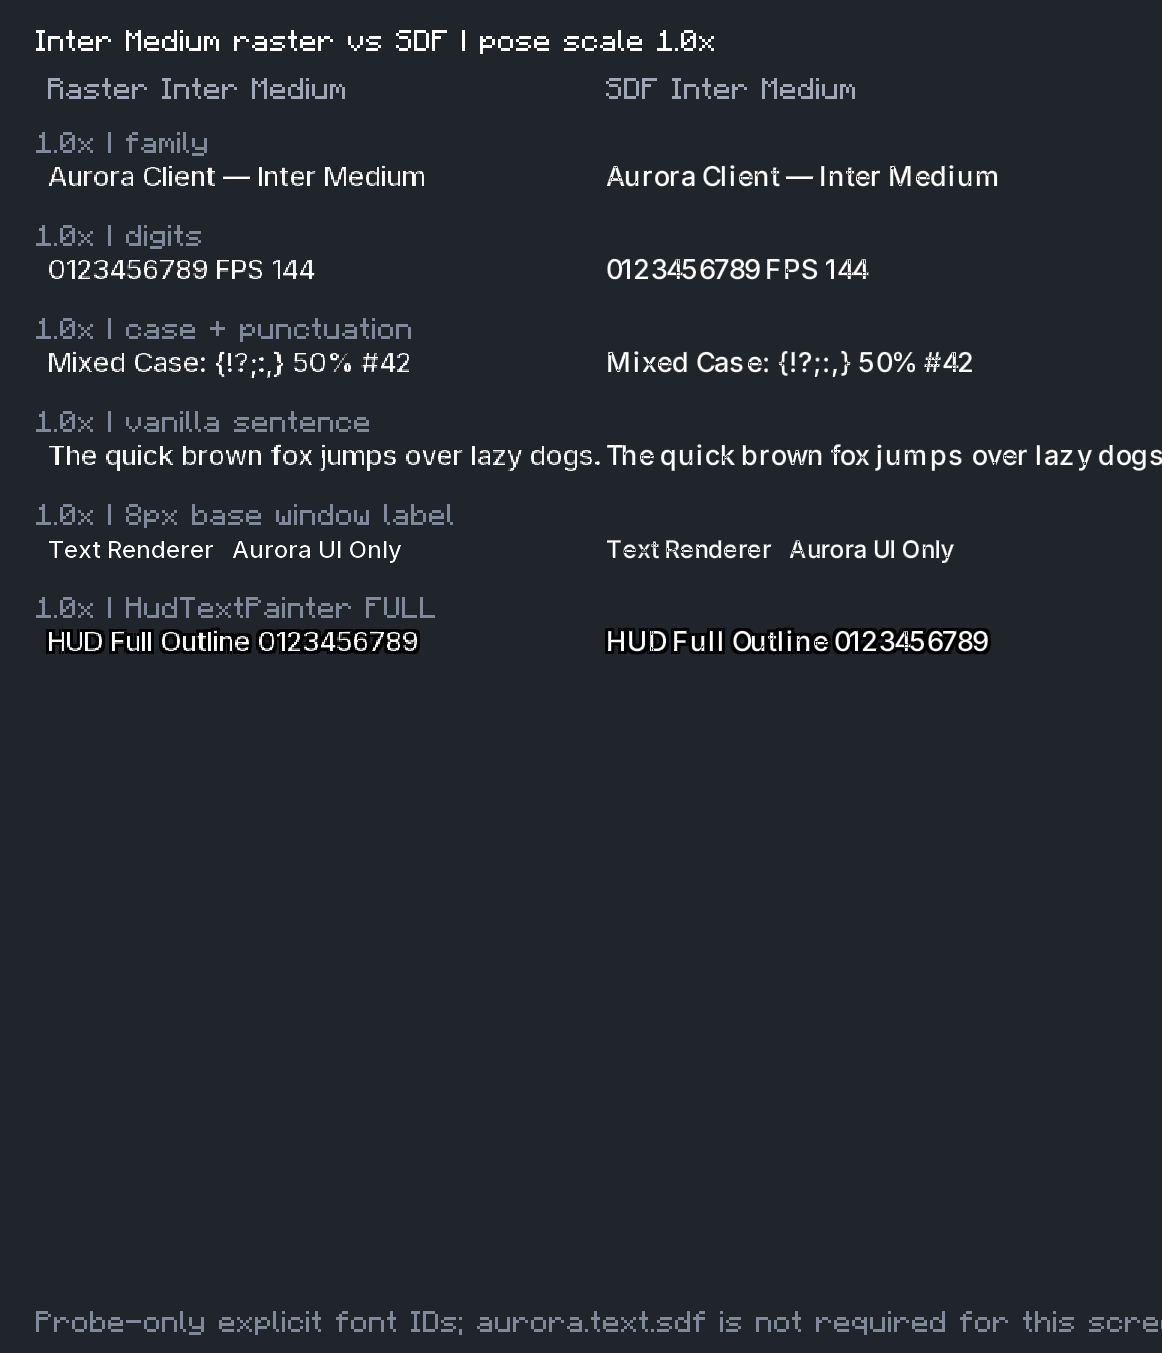 Inter Medium raster vs SDF | pose scale 1.0x
Raster Inter Medium SDF Inter Medium
1.0x | family
Aurora Client — Inter Medium Aurora Client — Inter Medium
1.0x | digits
0123456789 FPS 144 0123456789 FPS 144
1.0x | case + punctuation
Mixed Case: {!?;:,} 50% #42 Mixed Case: {!?;:,} 50% #42
1.0x | vanilla sentence
The quick brown fox jumps over lazy dogs. The quick brown fox jumps over lazy dogs
1.0x | 8px base window label
Text Renderer Aurora UI Only Text Renderer Aurora UI Only
1.0x | HudTextPainter FULL
HUD Full Outline 0123456789 HUD Full Outline 0123456789
Probe-only explicit font IDs; aurora.text.sdf is not required for this